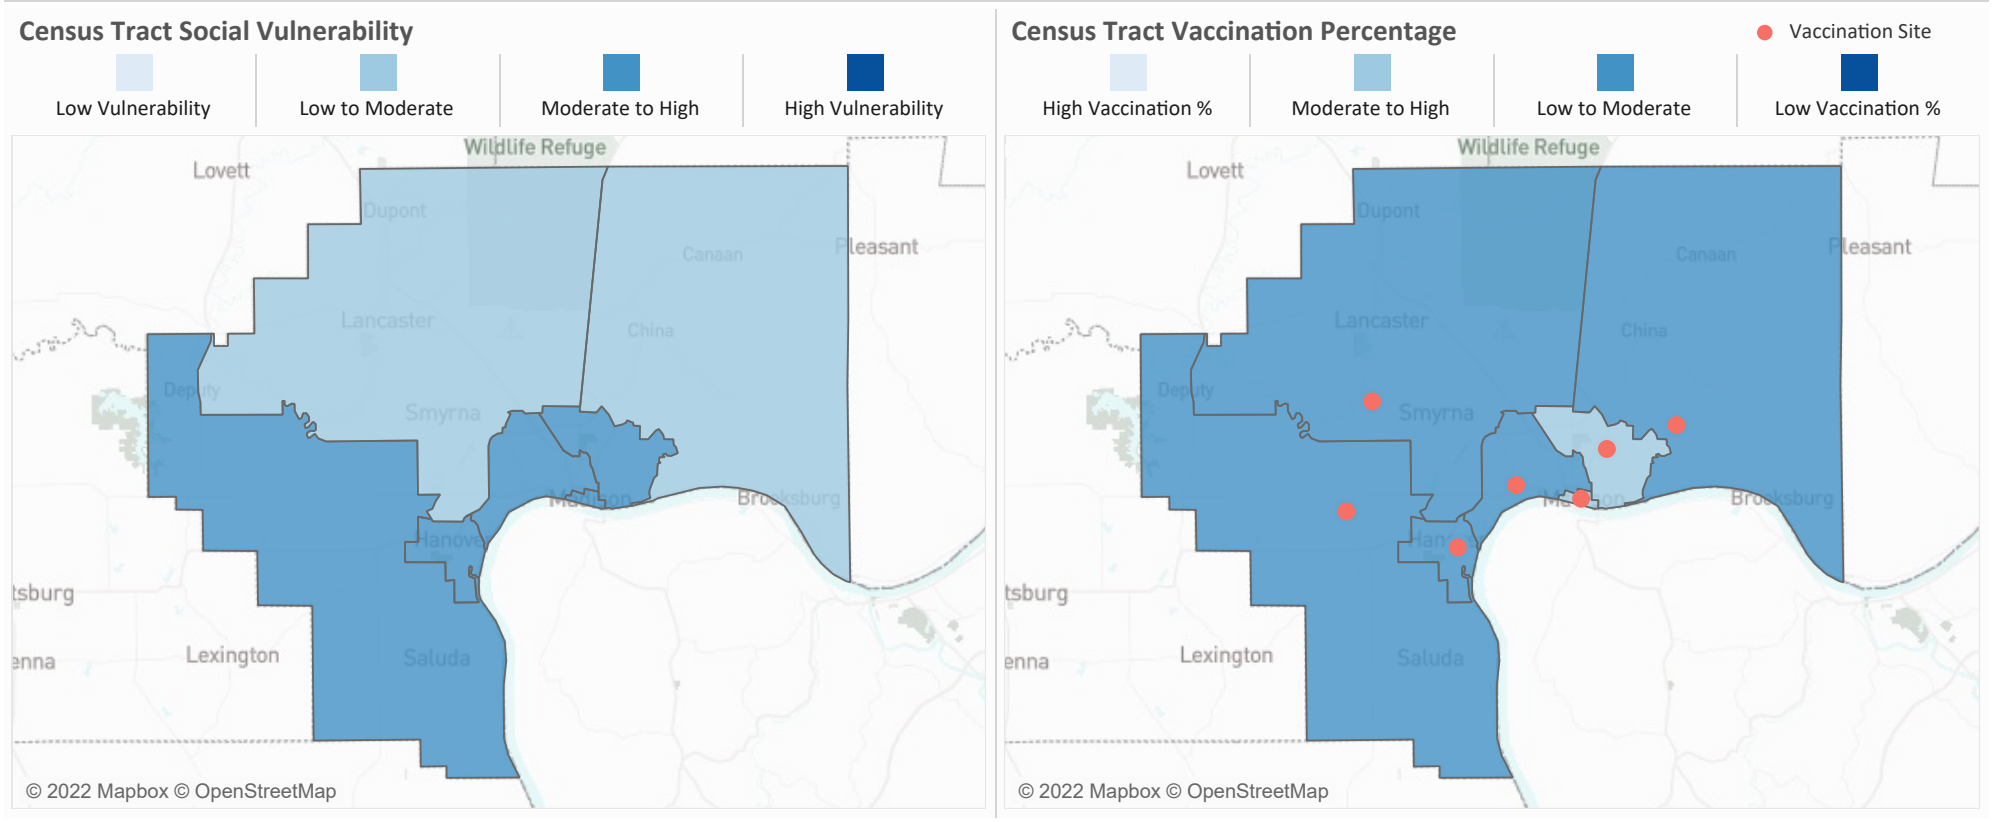 Census Tract Social Vulnerability
Low Vulnerability
Low to Moderate
Moderate to High
High Vulnerability
Wildlife Refuge
Lovett
Dupont
Canaan
Pleasant
Lancaster
China
Deputy
Smyrna
Madison
Brooksburg
Hanover
tsburg
enna
Lexington
Saluda
© 2022 Mapbox © OpenStreetMap
Census Tract Vaccination Percentage
Vaccination Site
High Vaccination %
Moderate to High
Low to Moderate
Low Vaccination %
Wildlife Refuge
Lovett
Dupont
Canaan
Pleasant
Lancaster
China
Deputy
Smyrna
Brooksburg
tsburg
enna
Lexington
Saluda
© 2022 Mapbox © OpenStreetMap